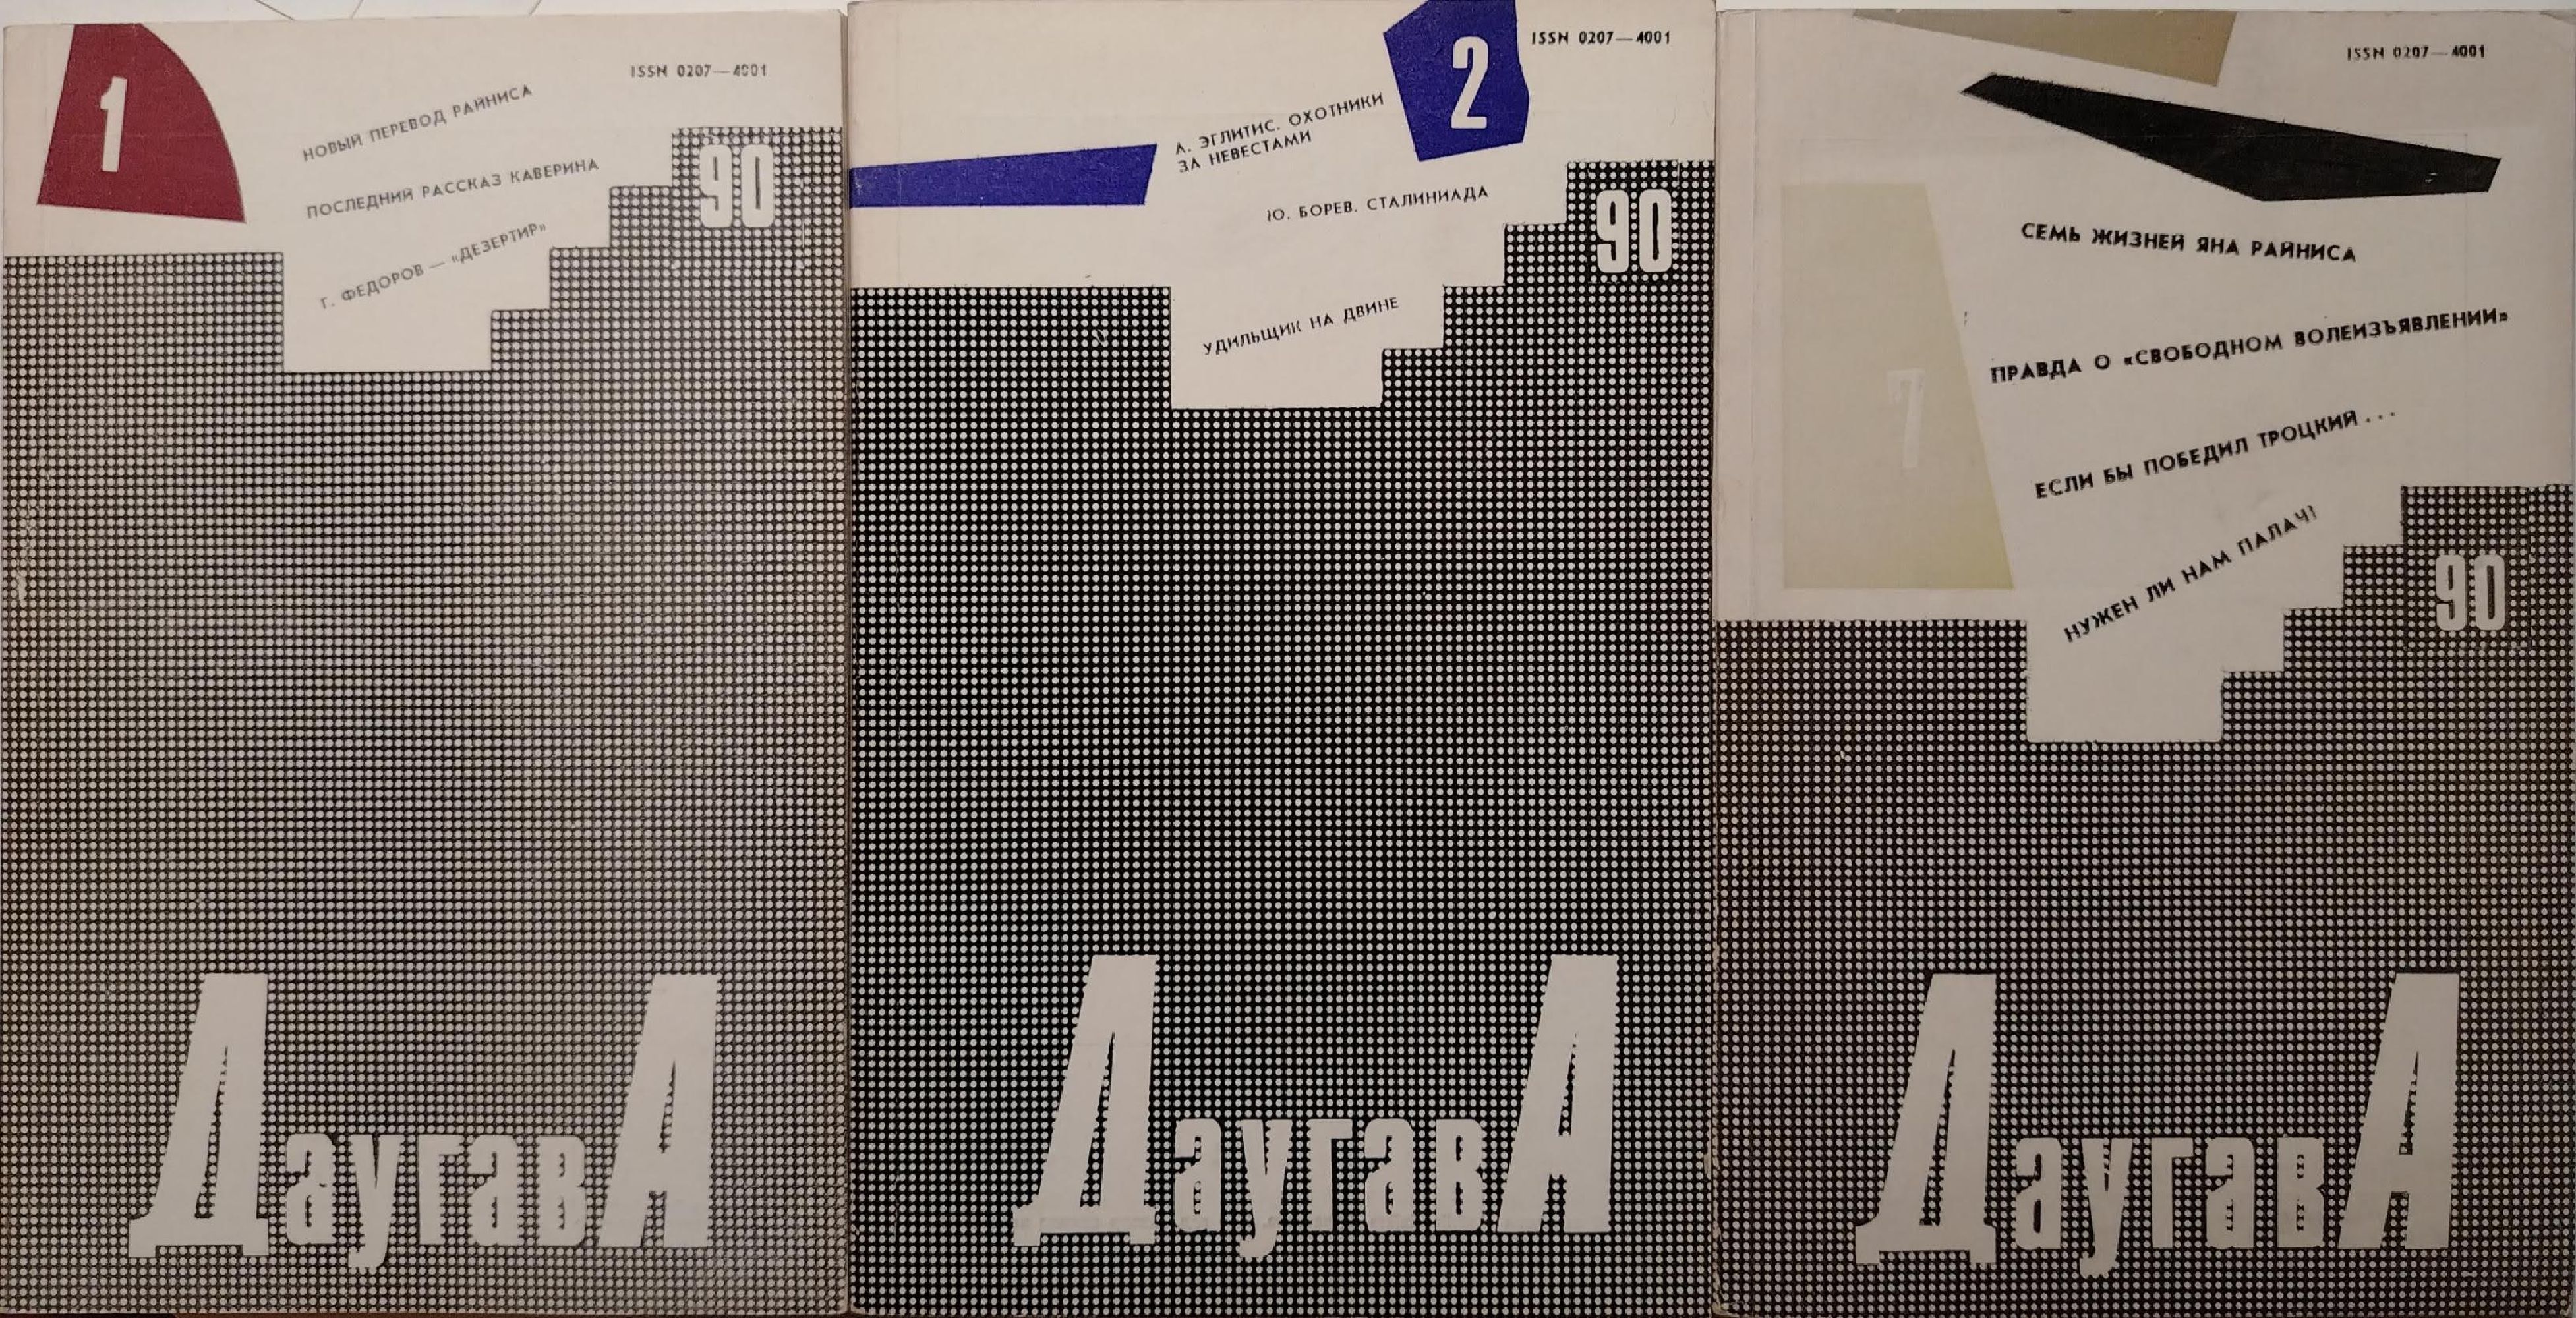 1
ISSN 0207—4001
НОВЫЙ ПЕРЕВОД РАЙНИСА
ПОСЛЕДНИЙ РАССКАЗ КАВЕРИНА
Г. ФЕДОРОВ — «ДЕЗЕРТИР»
90
ДаугавА
2
ISSN 0207—4001
А. ЭГЛИТИС. ОХОТНИКИ
ЗА НЕВЕСТАМИ
Ю. БОРЕВ. СТАЛИНИАДА
УДИЛЬЩИК НА ДВИНЕ
90
ДаугавА
ISSN 0207—4001
7
СЕМЬ ЖИЗНЕЙ ЯНА РАЙНИСА
ПРАВДА О «СВОБОДНОМ ВОЛЕИЗЪЯВЛЕНИИ»
ЕСЛИ БЫ ПОБЕДИЛ ТРОЦКИЙ...
НУЖЕН ЛИ НАМ ПАЛАЧ?
90
ДаугавА